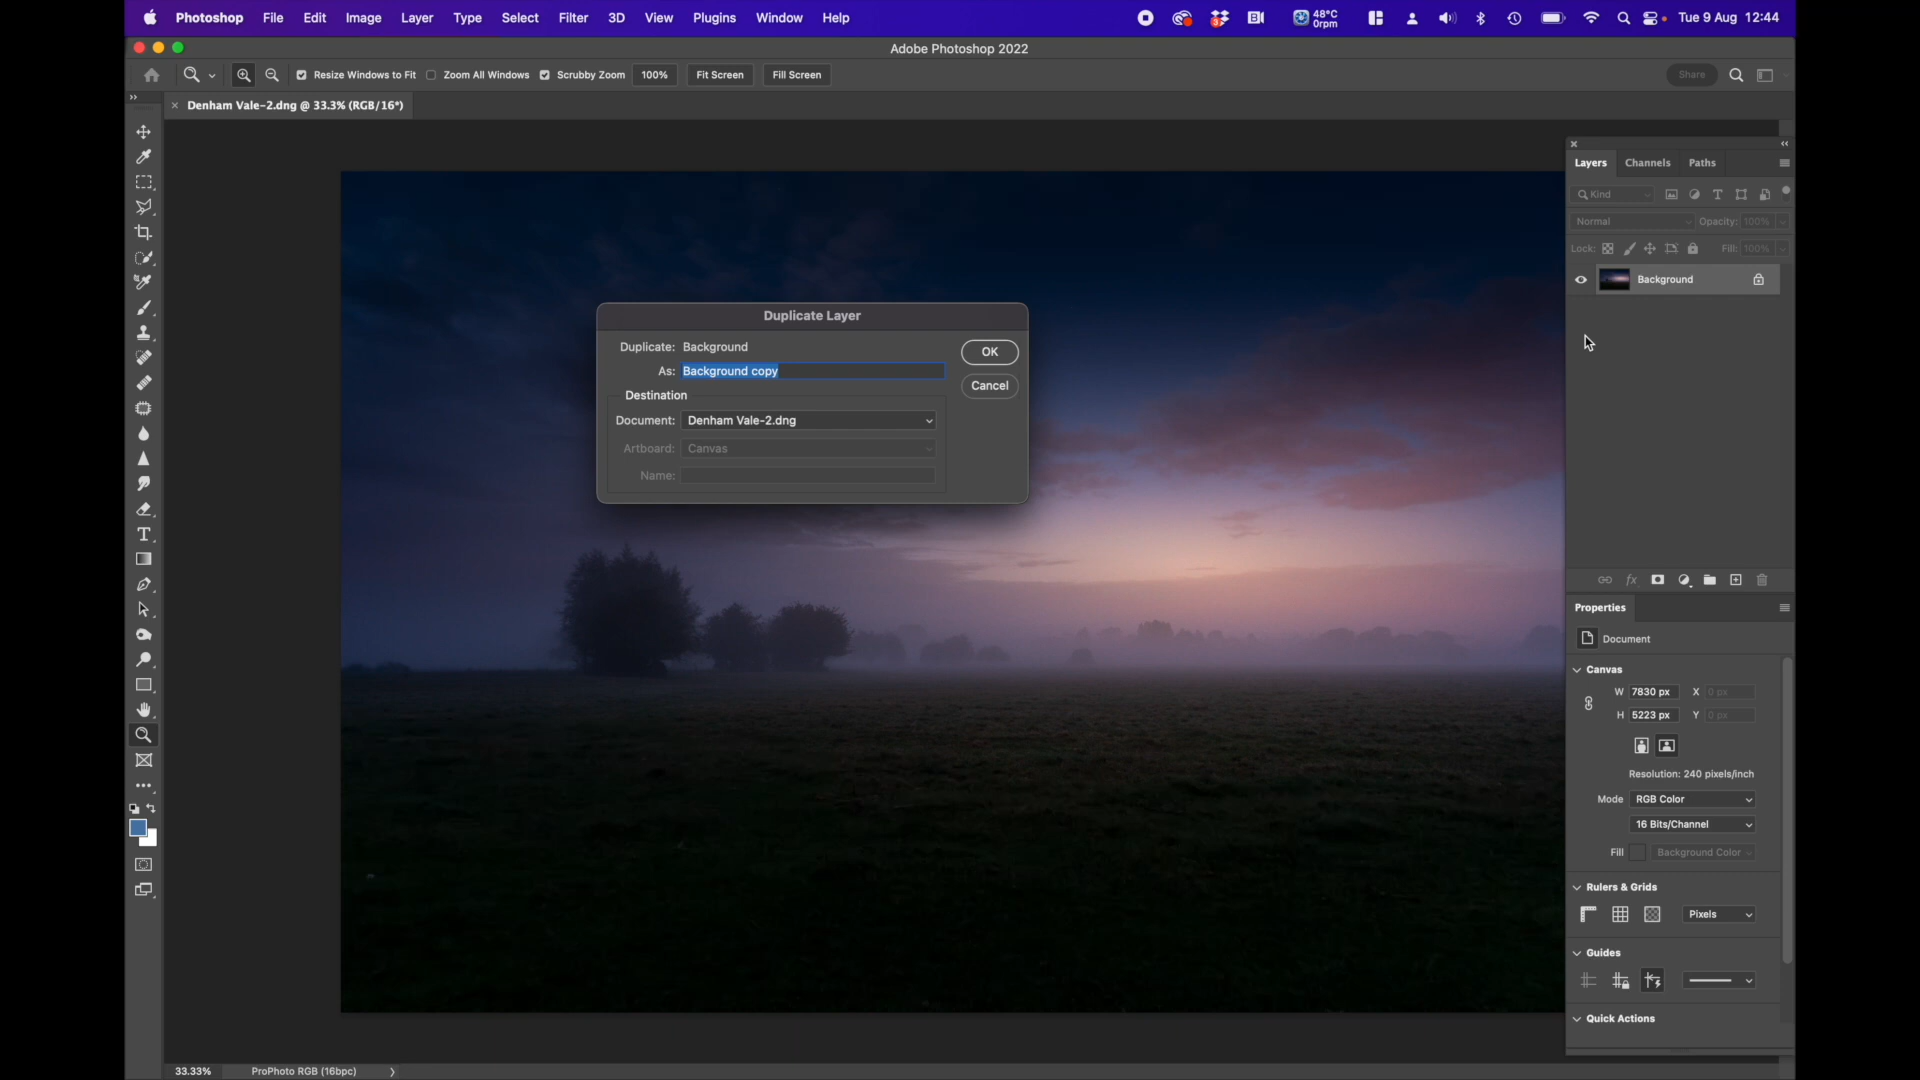 Photoshop File Edit Image Layer Type Select Filter 3D View Plugins Window Help
48°C
0rpm
Tue 9 Aug 12:44
Adobe Photoshop 2022
Resize Windows to Fit Zoom All Windows Scrubby Zoom 100% Fit Screen Fill Screen Share
Denham Vale-2.dng @ 33.3% (RGB/16*)
Layers Channels Paths
Kind
Normal Opacity: 100%
Lock: Fill: 100%
Background
Duplicate Layer
Duplicate: Background
As: Background copy
OK
Cancel
Destination
Document: Denham Vale-2.dng
Artboard: Canvas
Name:
fx
Properties
Document
Canvas
W 7830 px X 0 px
H 5223 px Y 0 px
Resolution: 240 pixels/inch
Mode RGB Color
16 Bits/Channel
Fill Background Color
Rulers & Grids
Pixels
Guides
Quick Actions
33.33% ProPhoto RGB (16bpc)